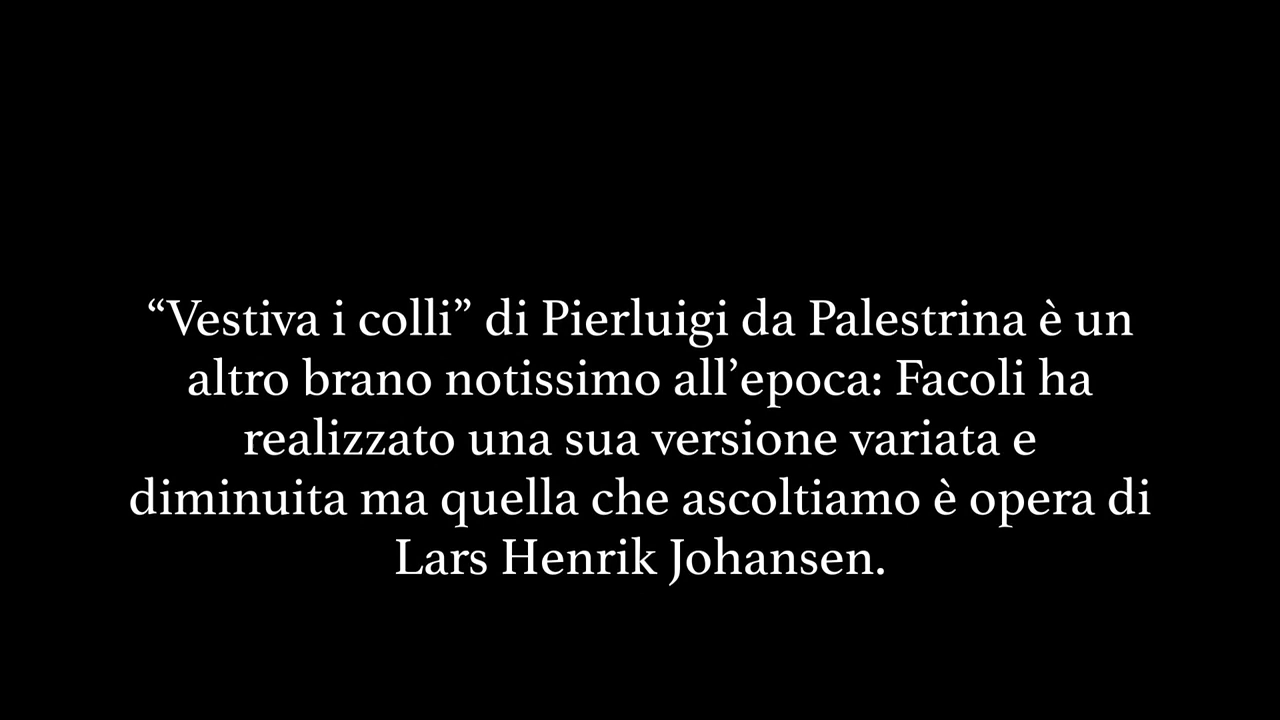 “Vestiva i colli” di Pierluigi da Palestrina è un
altro brano notissimo all’epoca: Facoli ha
realizzato una sua versione variata e
diminuita ma quella che ascoltiamo è opera di
Lars Henrik Johansen.